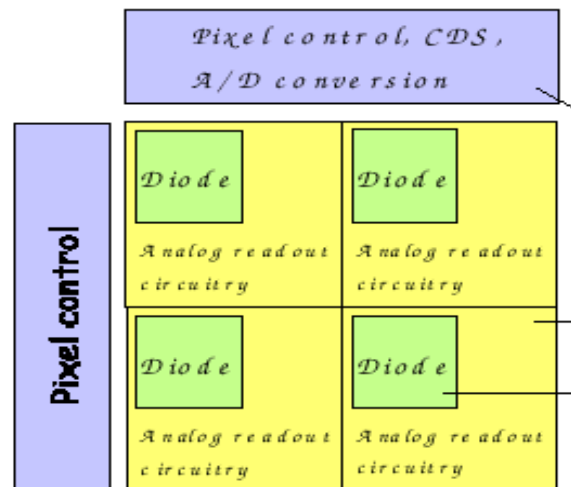 Pixel control, CDS,
A/D conversion
Pixel control
Diode
Analog readout
circuitry
Diode
Analog readout
circuitry
Diode
Analog readout
circuitry
Diode
Analog readout
circuitry